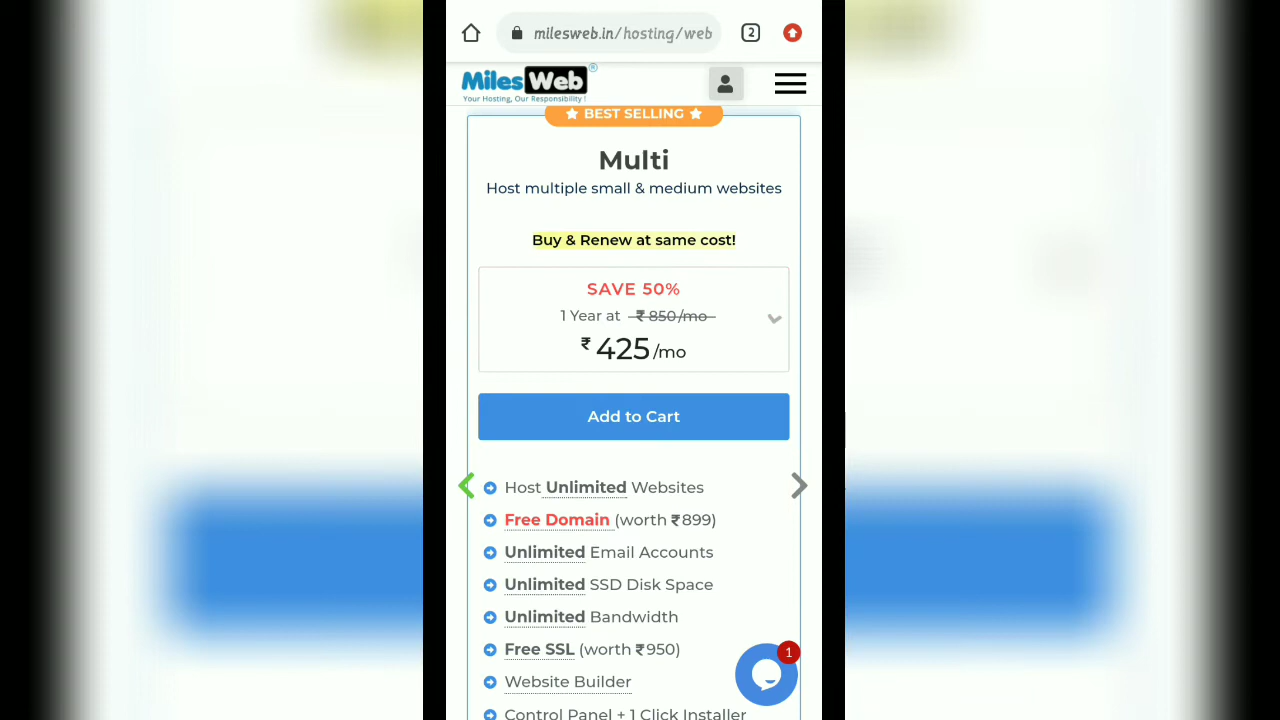 milesweb.in/hosting/web
2
MilesWeb®
Your Hosting, Our Responsibility !
BEST SELLING
Multi
Host multiple small & medium websites
Buy & Renew at same cost!
SAVE 50%
1 Year at ₹ 850/mo
₹ 425 /mo
Add to Cart
Host Unlimited Websites
Free Domain (worth ₹899)
Unlimited Email Accounts
Unlimited SSD Disk Space
Unlimited Bandwidth
Free SSL (worth ₹950)
1
Website Builder
Control Panel + 1 Click Installer